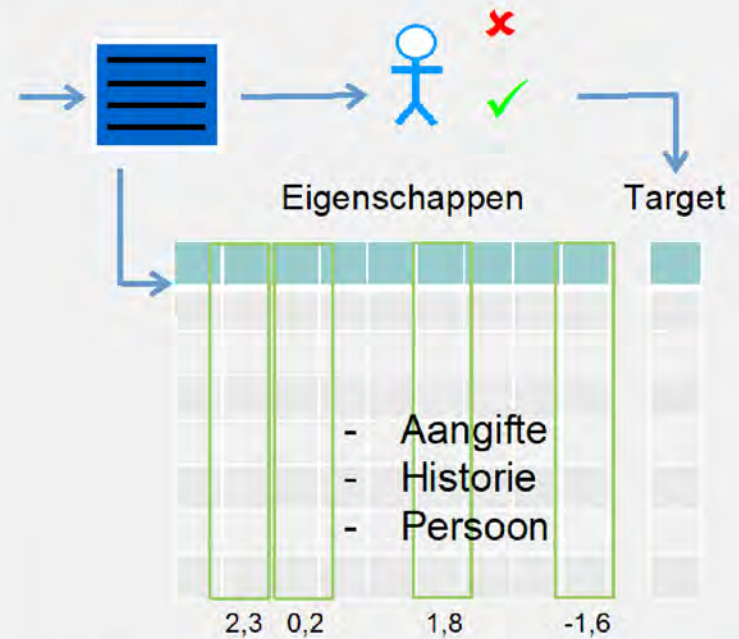 Eigenschappen
Target
- Aangifte
- Historie
- Persoon
2,3 0,2 1,8 -1,6